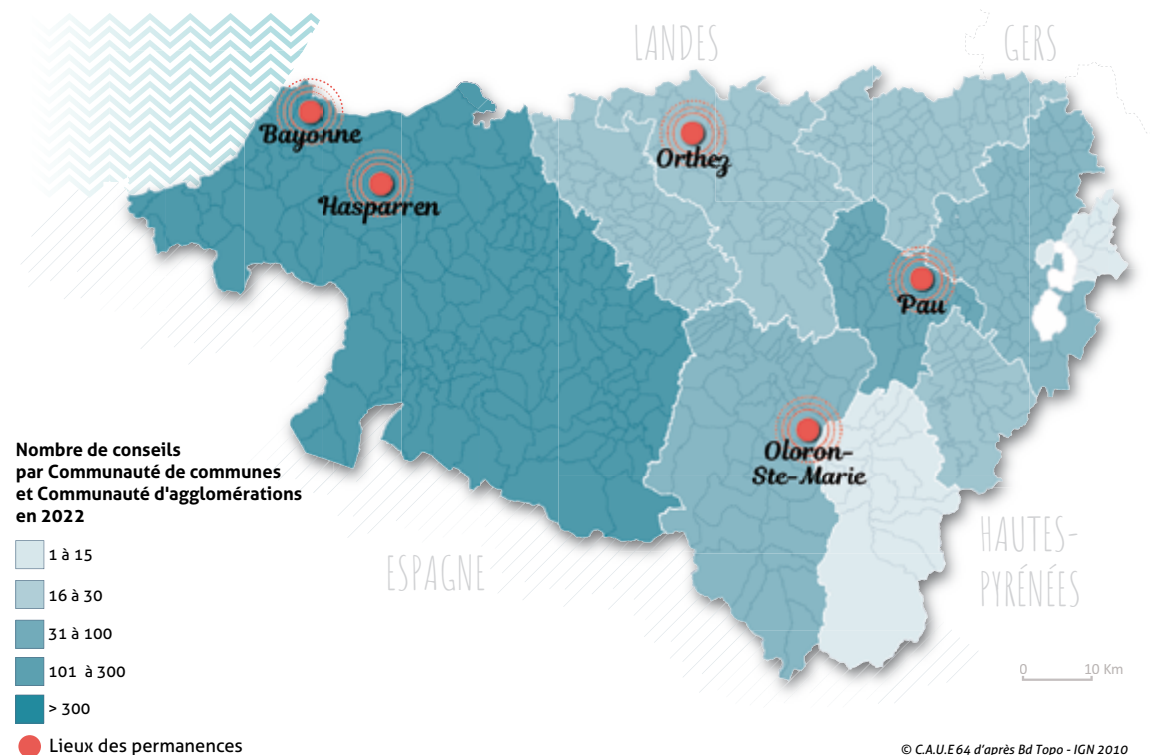 LANDES
GERS
Bayonne
Orthez
Hasparren
Pau
Oloron-
Ste-Marie
Nombre de conseils
par Communauté de communes
et Communauté d'agglomérations
en 2022
1 à 15
16 à 30
31 à 100
101 à 300
> 300
Lieux des permanences
ESPAGNE
HAUTES-
PYRÉNÉES
0 10 Km
© C.A.U.E64 d'après Bd Topo - IGN 2010